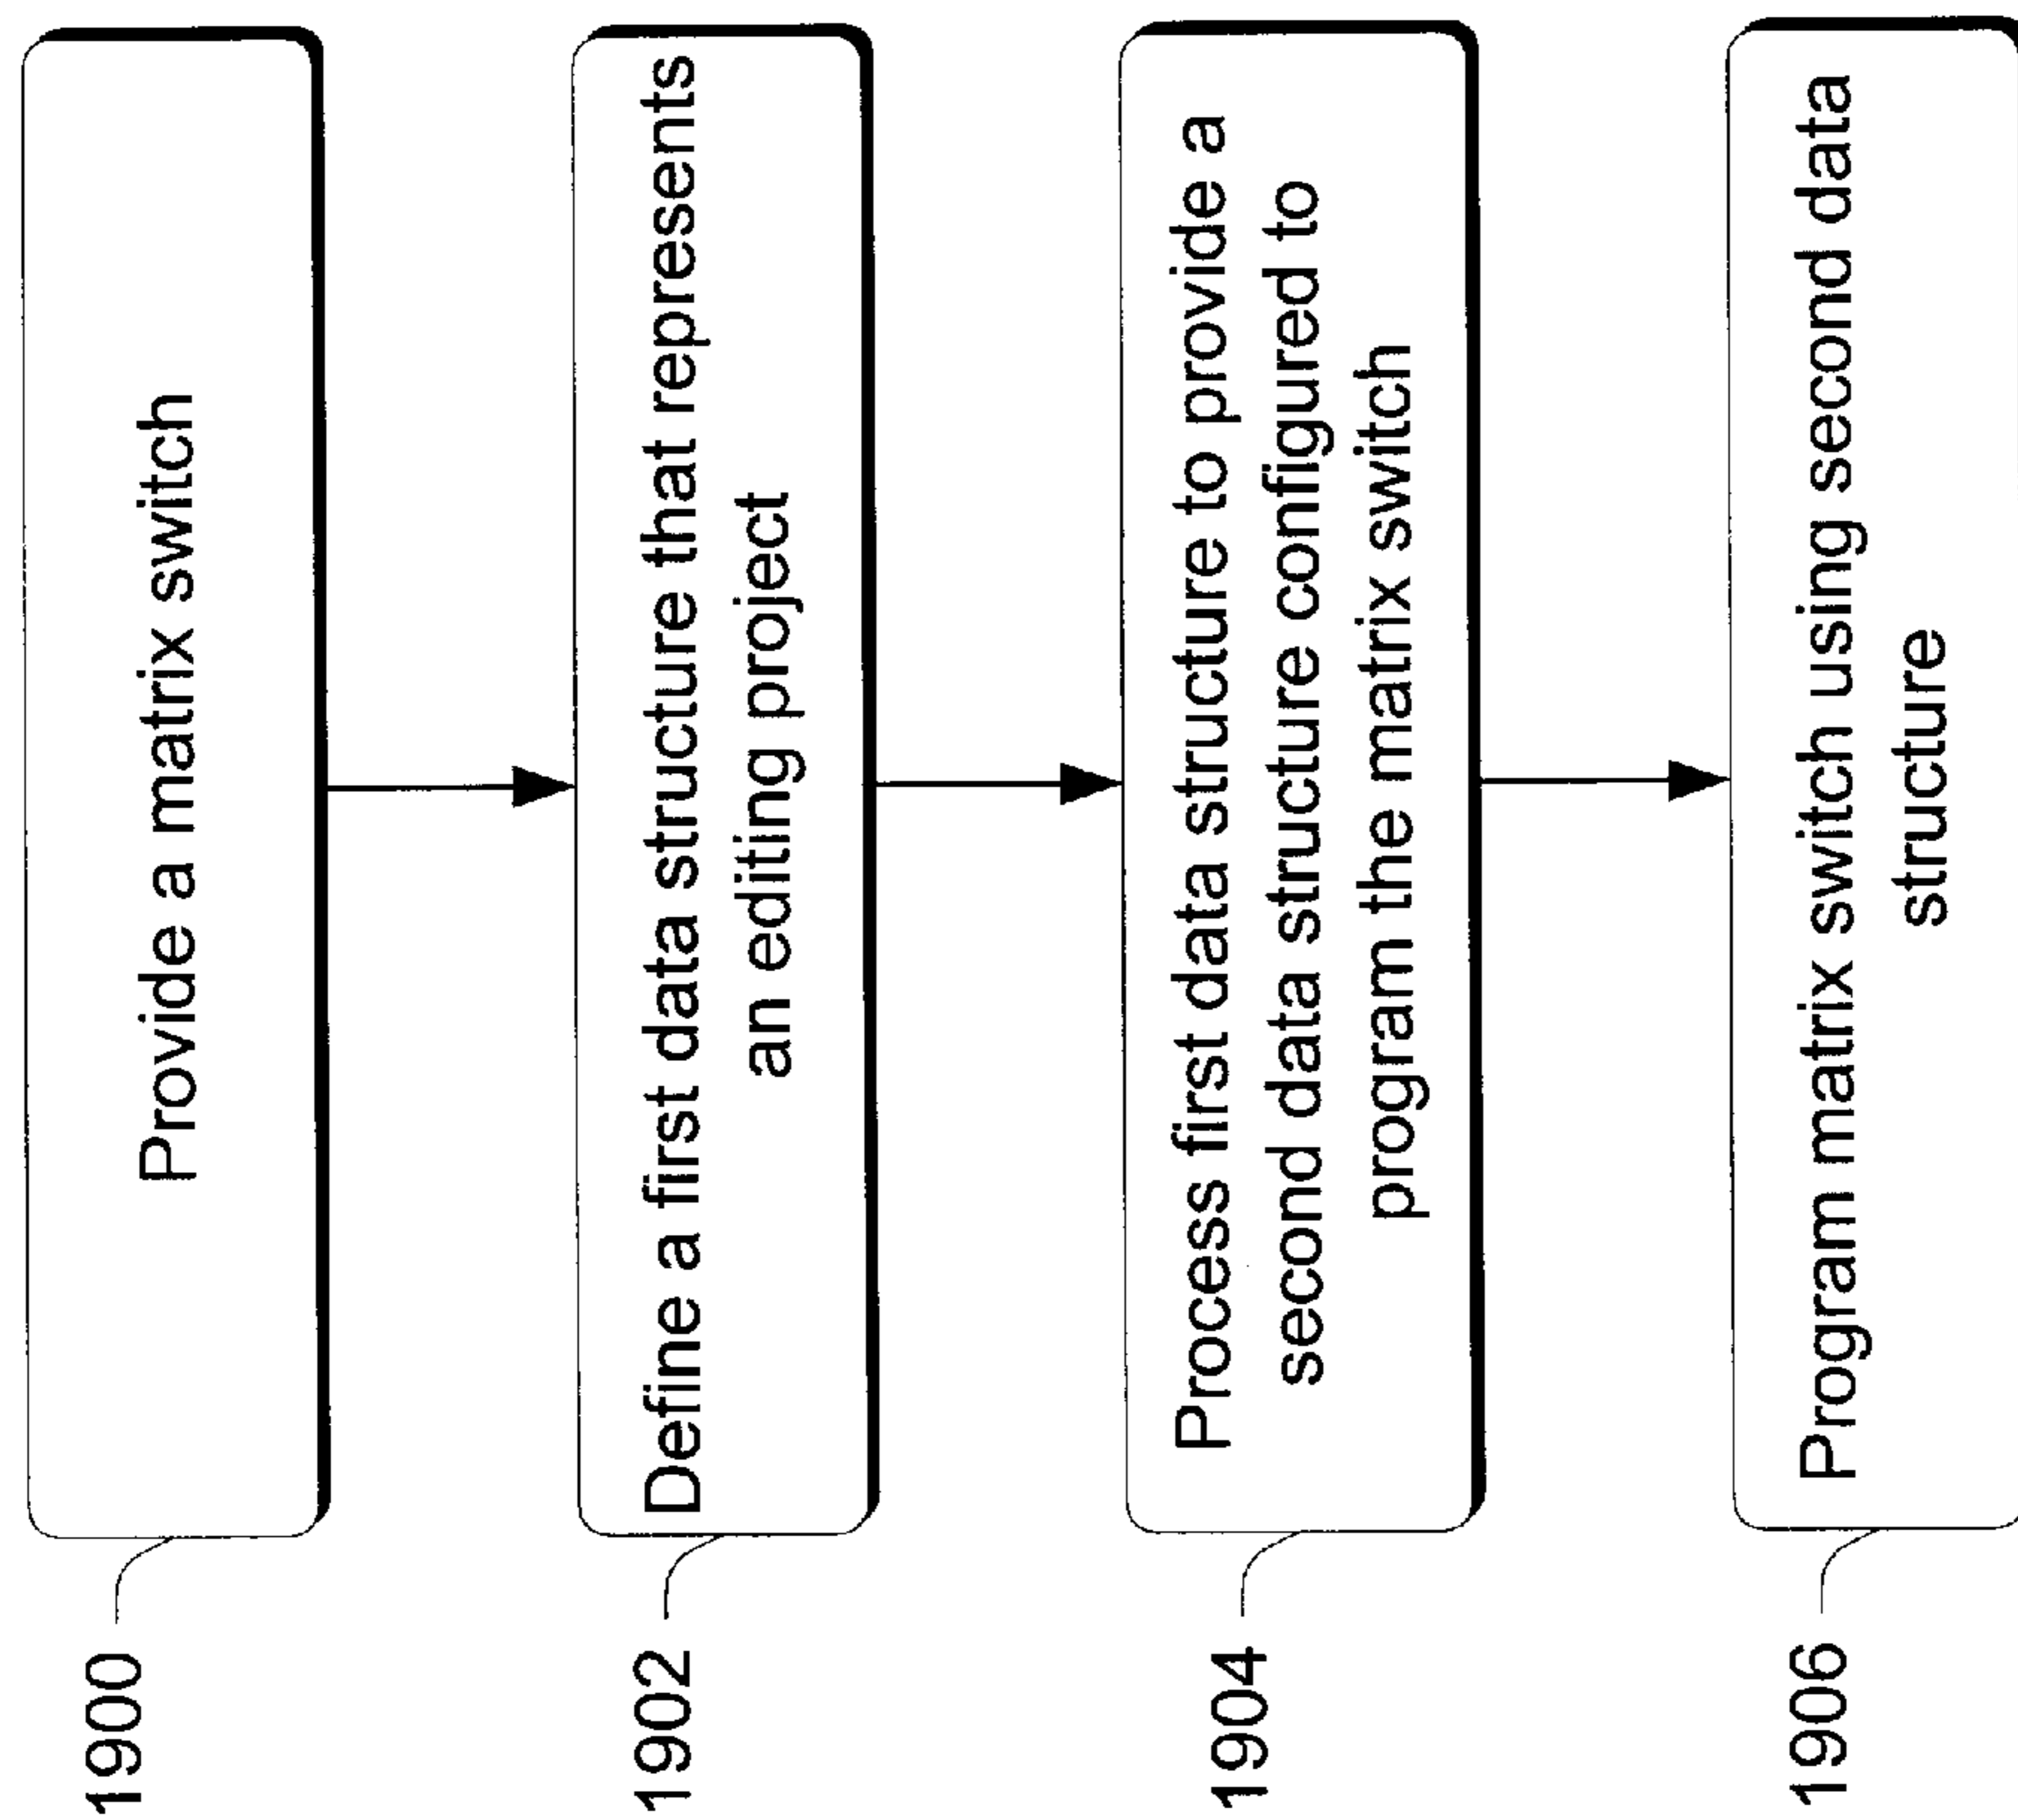 1900
Provide a matrix switch
1902
Define a first data structure that represents
an editing project
1904
Process first data structure to provide a
second data structure configured to
program the matrix switch
1906
Program matrix switch using second data
structure